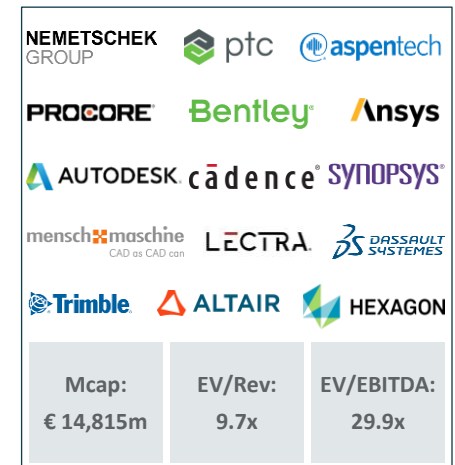 NEMETSCHEK
GROUP
ptc
aspentech
PROCORE
Bentley®
Ansys
AUTODESK.
cādence®
SYNOPSYS®
mensch maschine
CAD as CAD can
LECTRA.
DASSAULT
SYSTEMES
Trimble.
ALTAIR
HEXAGON
Mcap:
€ 14,815m
EV/Rev:
9.7x
EV/EBITDA:
29.9x